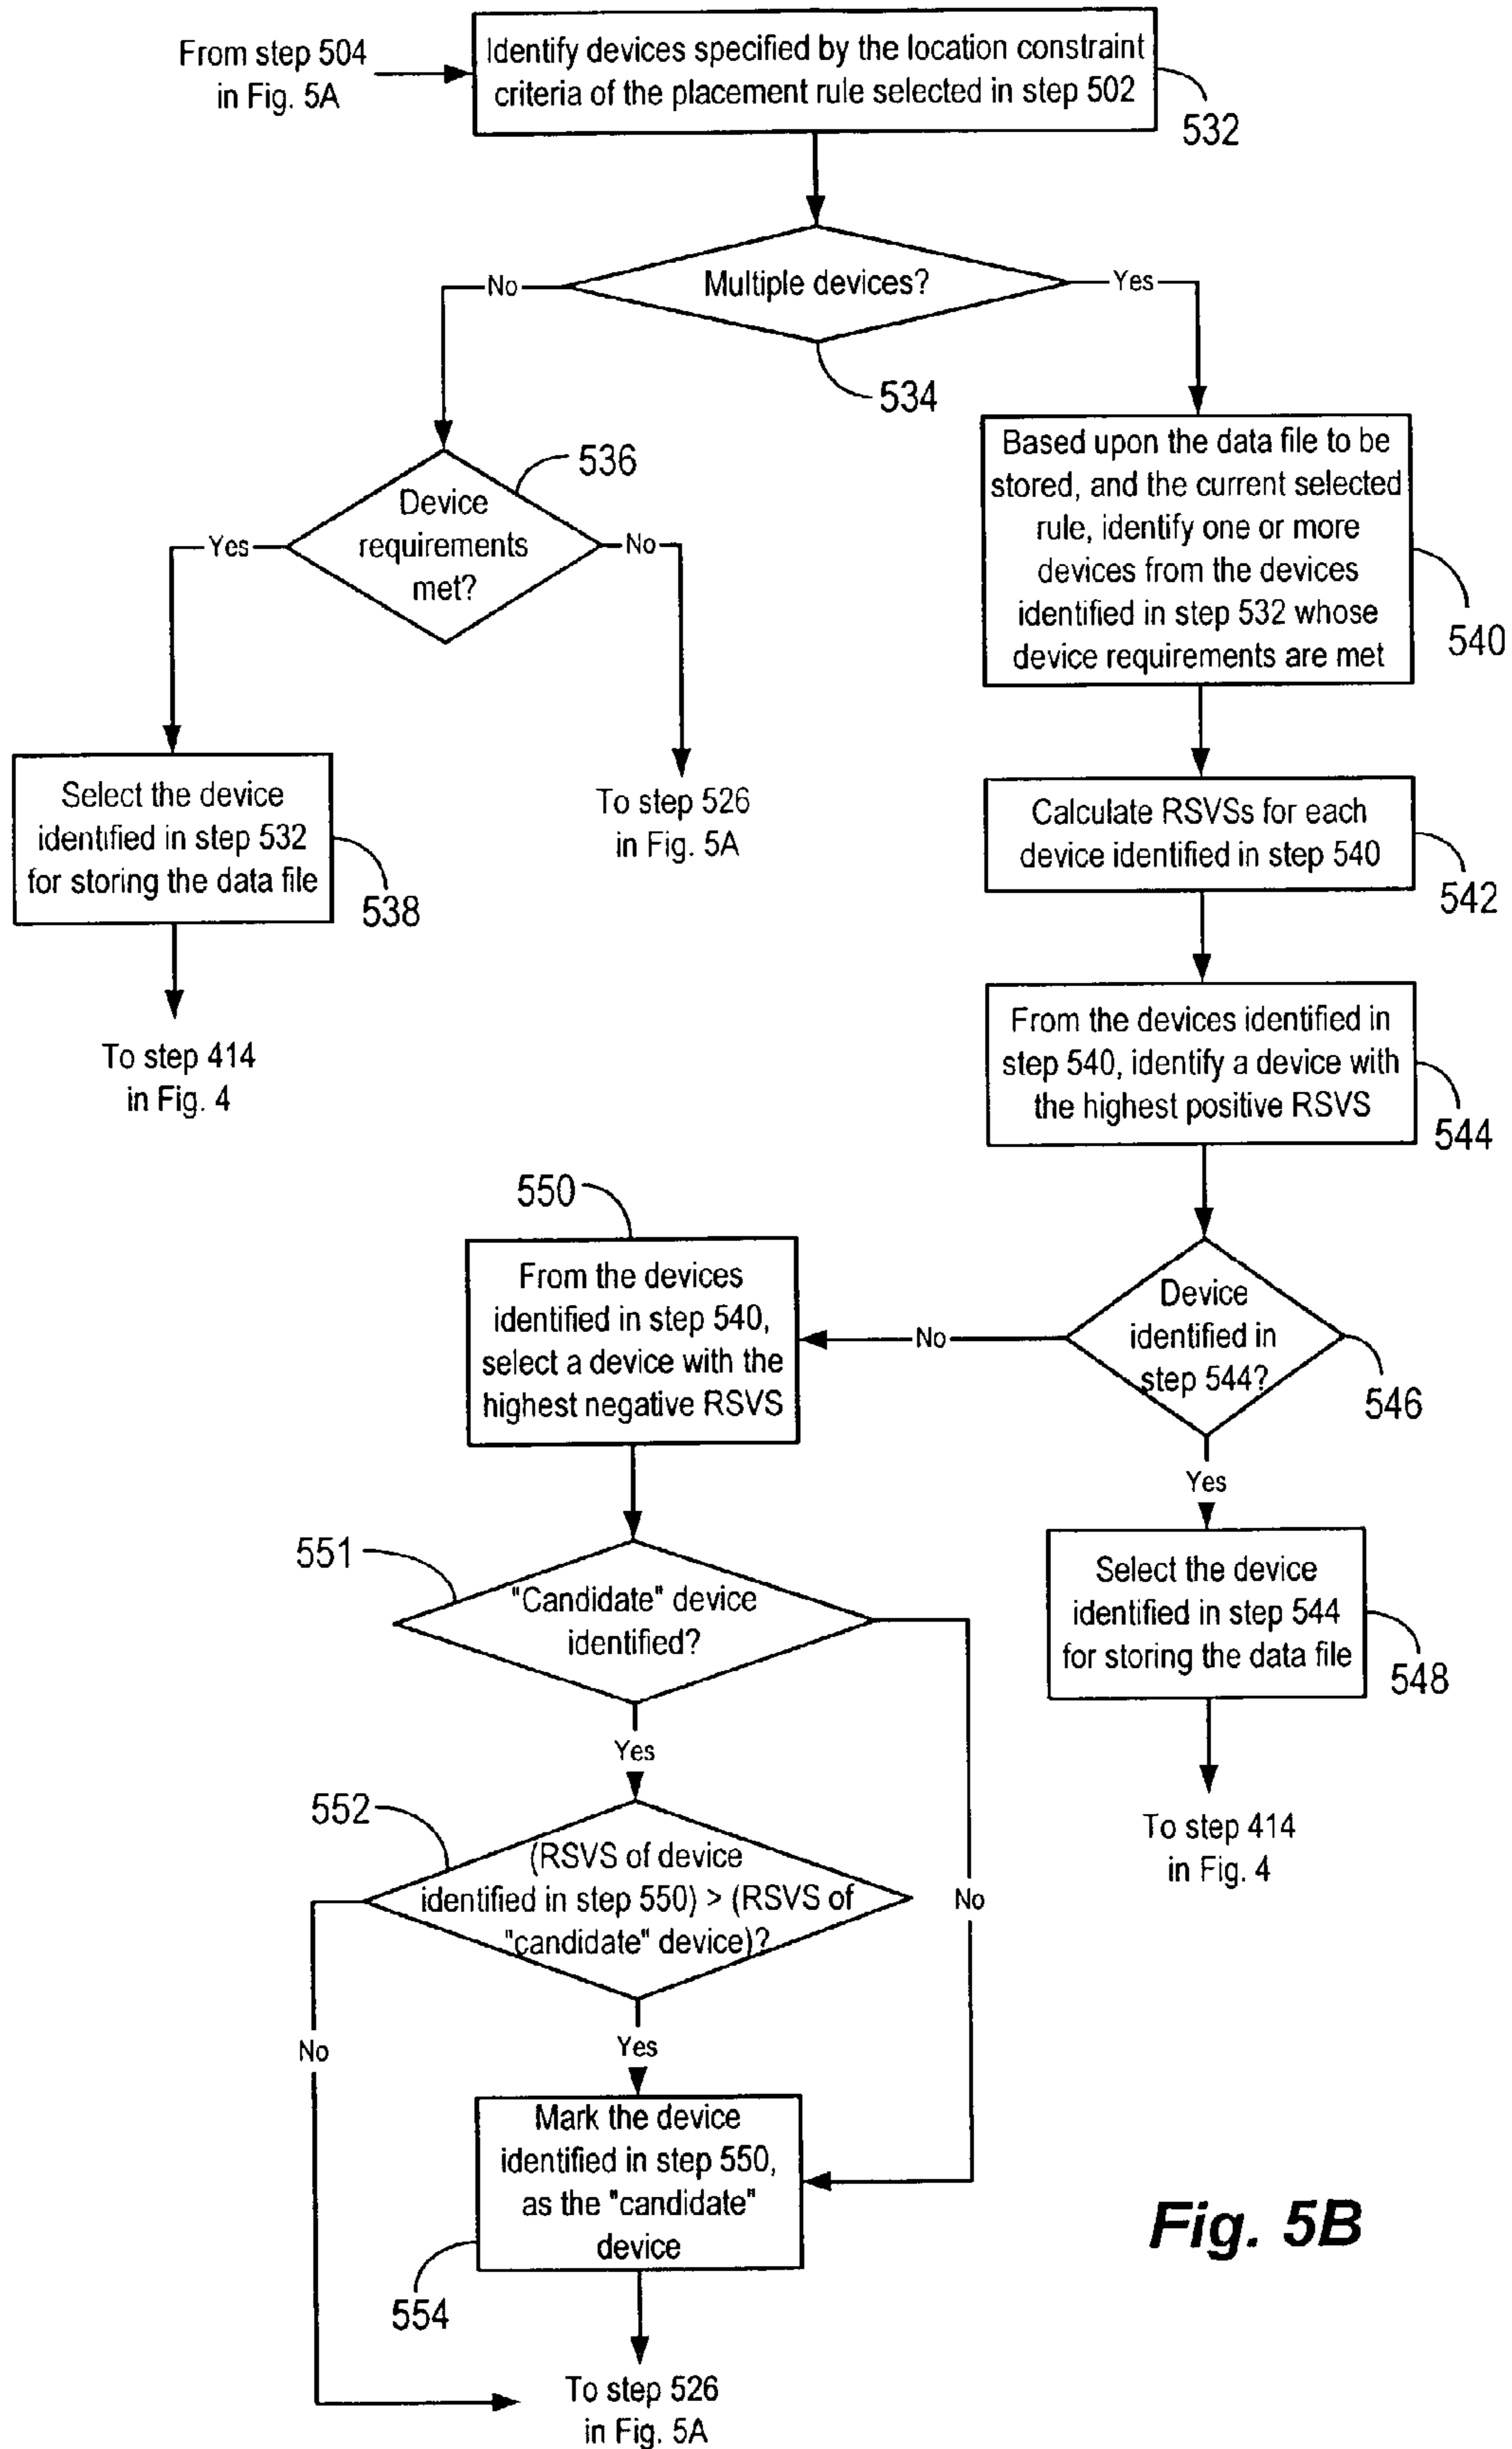 From step 504
in Fig. 5A
Identify devices specified by the location constraint
criteria of the placement rule selected in step 502
532
Multiple devices?
No
Yes
534
536
Device
requirements
met?
Yes
No
Based upon the data file to be
stored, and the current selected
rule, identify one or more
devices from the devices
identified in step 532 whose
device requirements are met
540
Select the device
identified in step 532
for storing the data file
538
To step 526
in Fig. 5A
Calculate RSVSs for each
device identified in step 540
542
To step 414
in Fig. 4
From the devices identified in
step 540, identify a device with
the highest positive RSVS
544
550
From the devices
identified in step 540,
select a device with the
highest negative RSVS
No
Device
identified in
step 544?
546
Yes
551
"Candidate" device
identified?
Select the device
identified in step 544
for storing the data file
548
Yes
552
(RSVS of device
identified in step 550) > (RSVS of
"candidate" device)?
No
To step 414
in Fig. 4
No
Yes
Mark the device
identified in step 550,
as the "candidate"
device
554
To step 526
in Fig. 5A
Fig. 5B